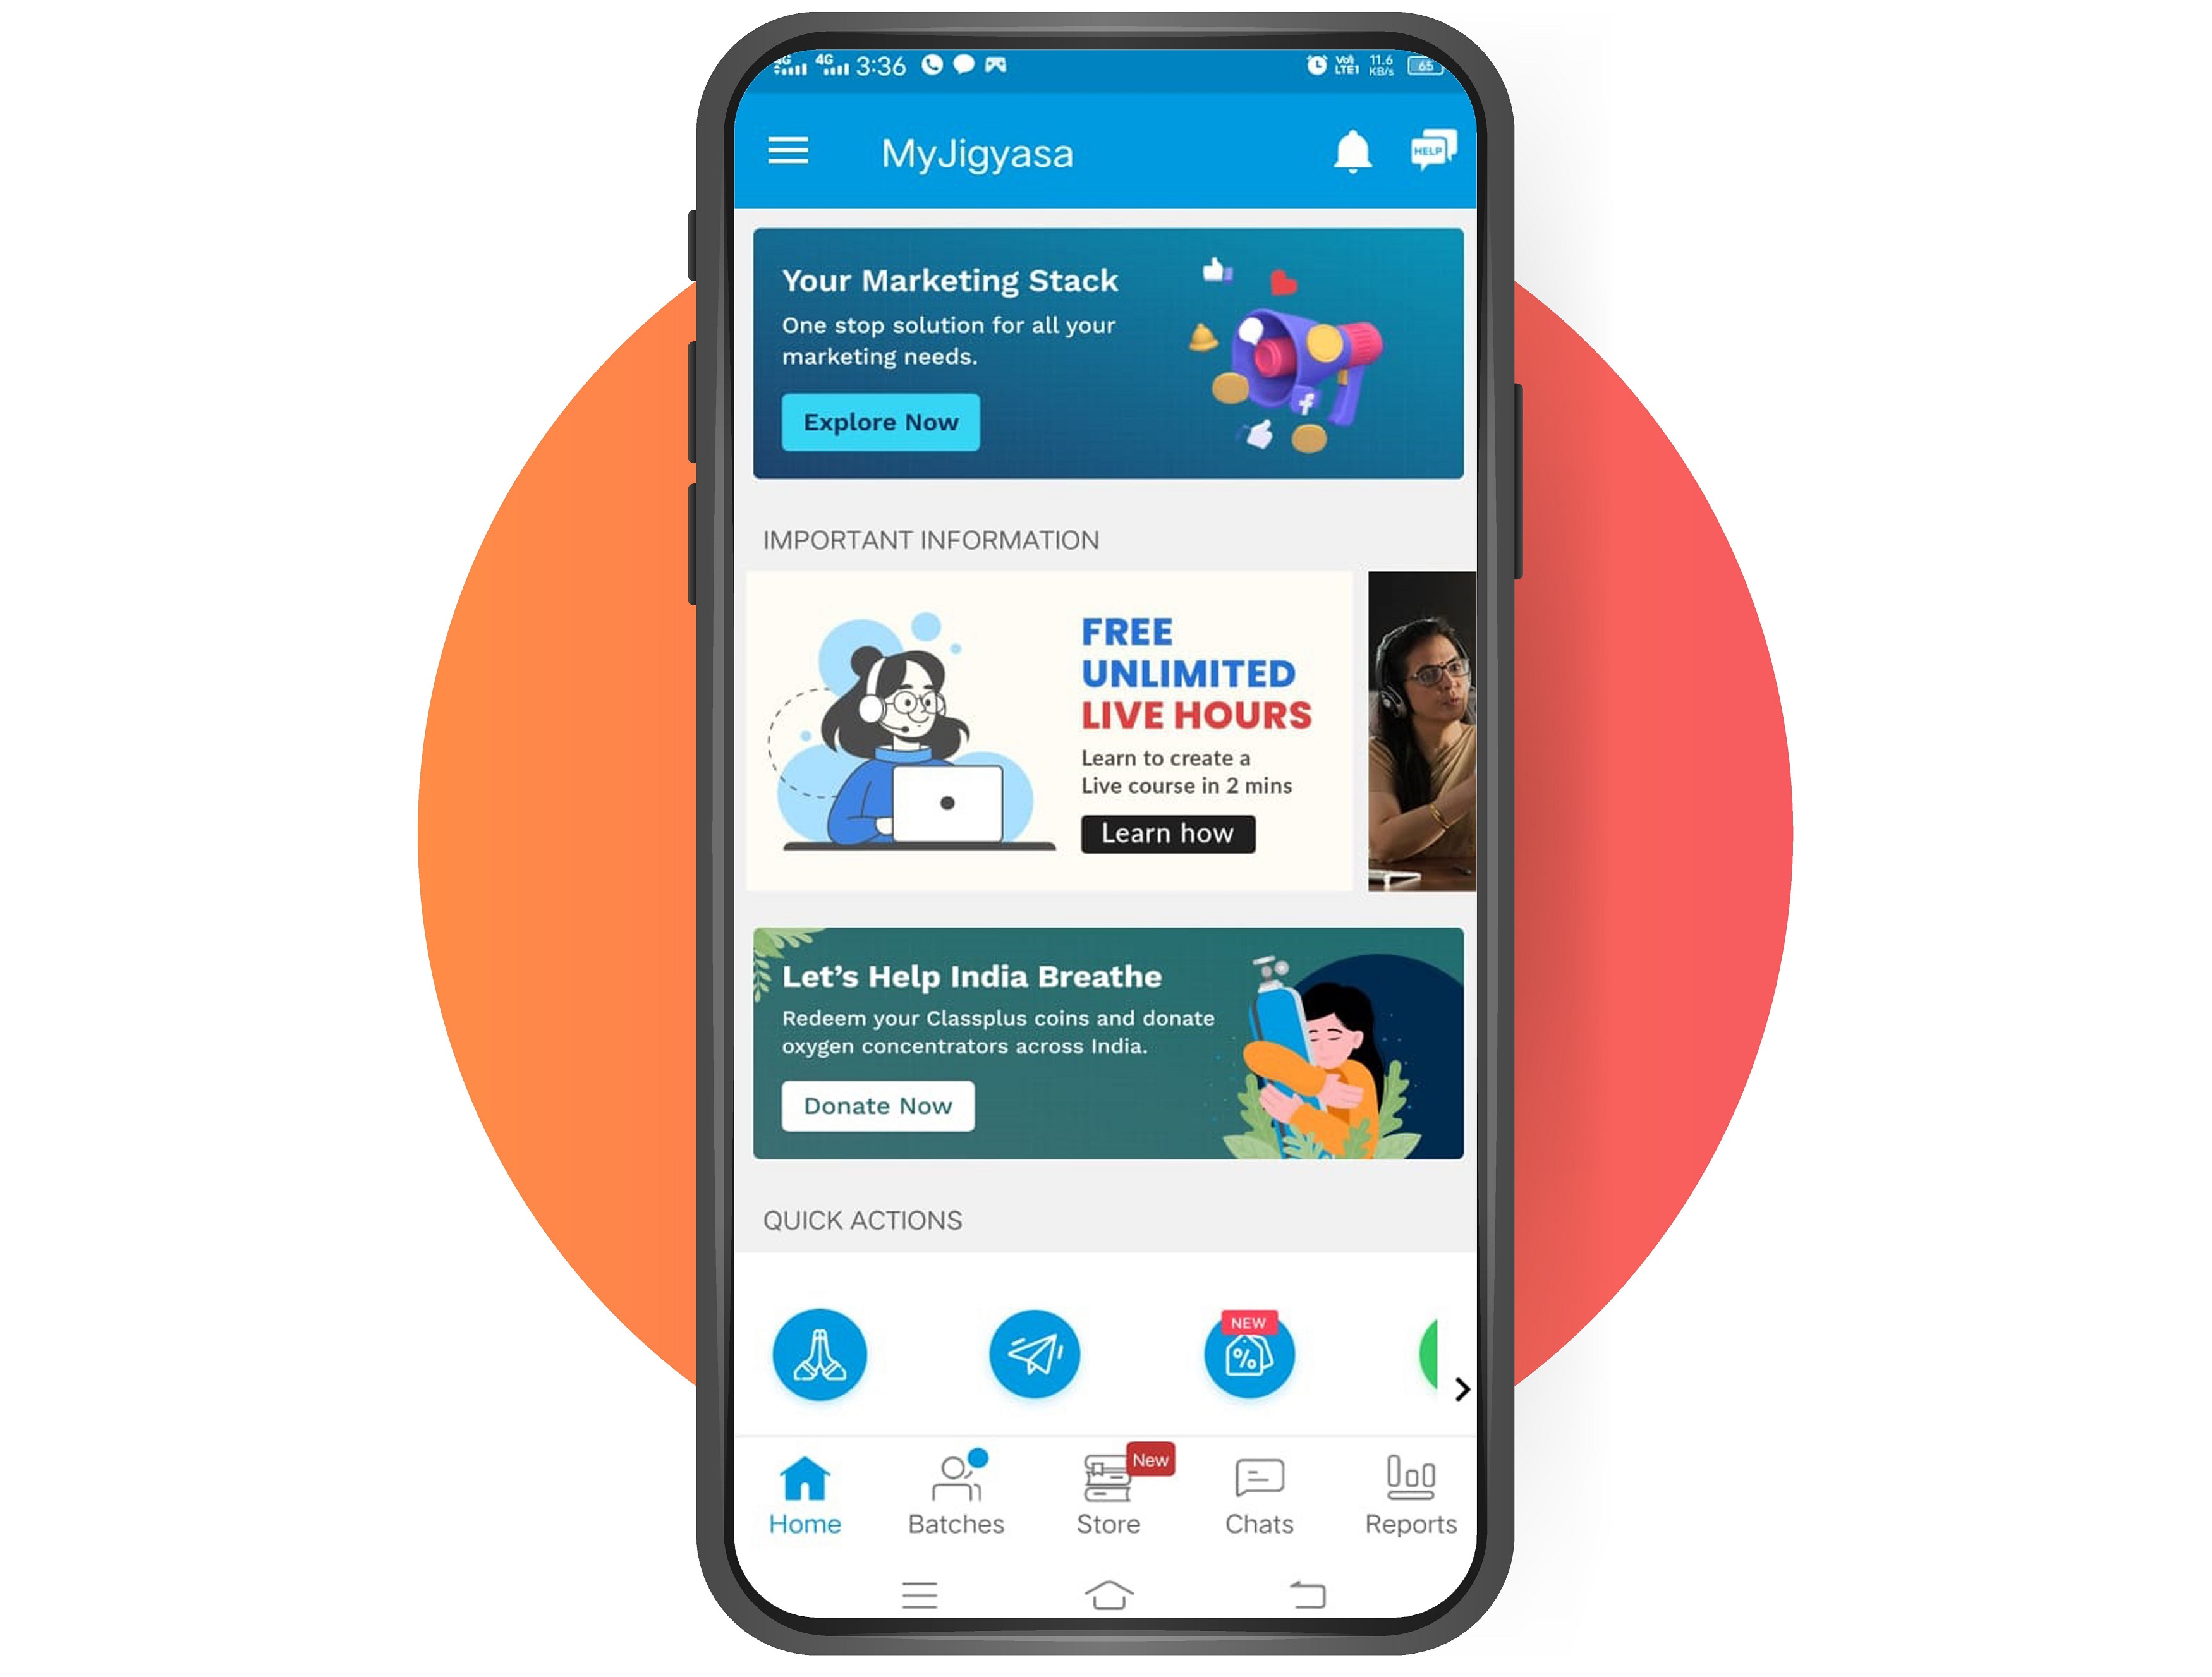 4G 4G 3:36 Vo) LTE1 11.6 KB/s 65
MyJigyasa
HELP
Your Marketing Stack
One stop solution for all your
marketing needs.
Explore Now
IMPORTANT INFORMATION
FREE
UNLIMITED
LIVE HOURS
Learn to create a
Live course in 2 mins
Learn how
Let's Help India Breathe
Redeem your Classplus coins and donate
oxygen concentrators across India.
Donate Now
QUICK ACTIONS
NEW
%
New
Home Batches Store Chats Reports